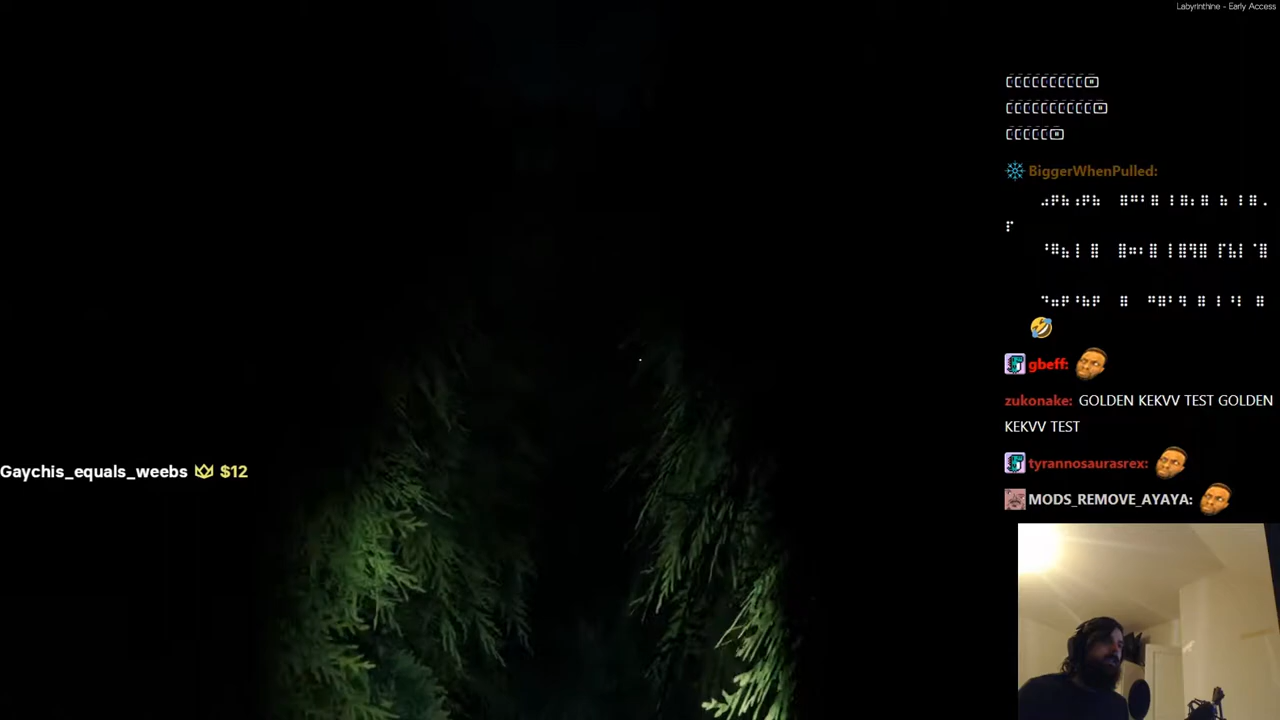 Labyrinthine - Early Access
BiggerWhenPulled:
gbeff:
zukonake: GOLDEN KEKVV TEST GOLDEN
KEKVV TEST
Gaychis_equals_weebs $12
tyrannosaurasrex:
MODS_REMOVE_AYAYA: